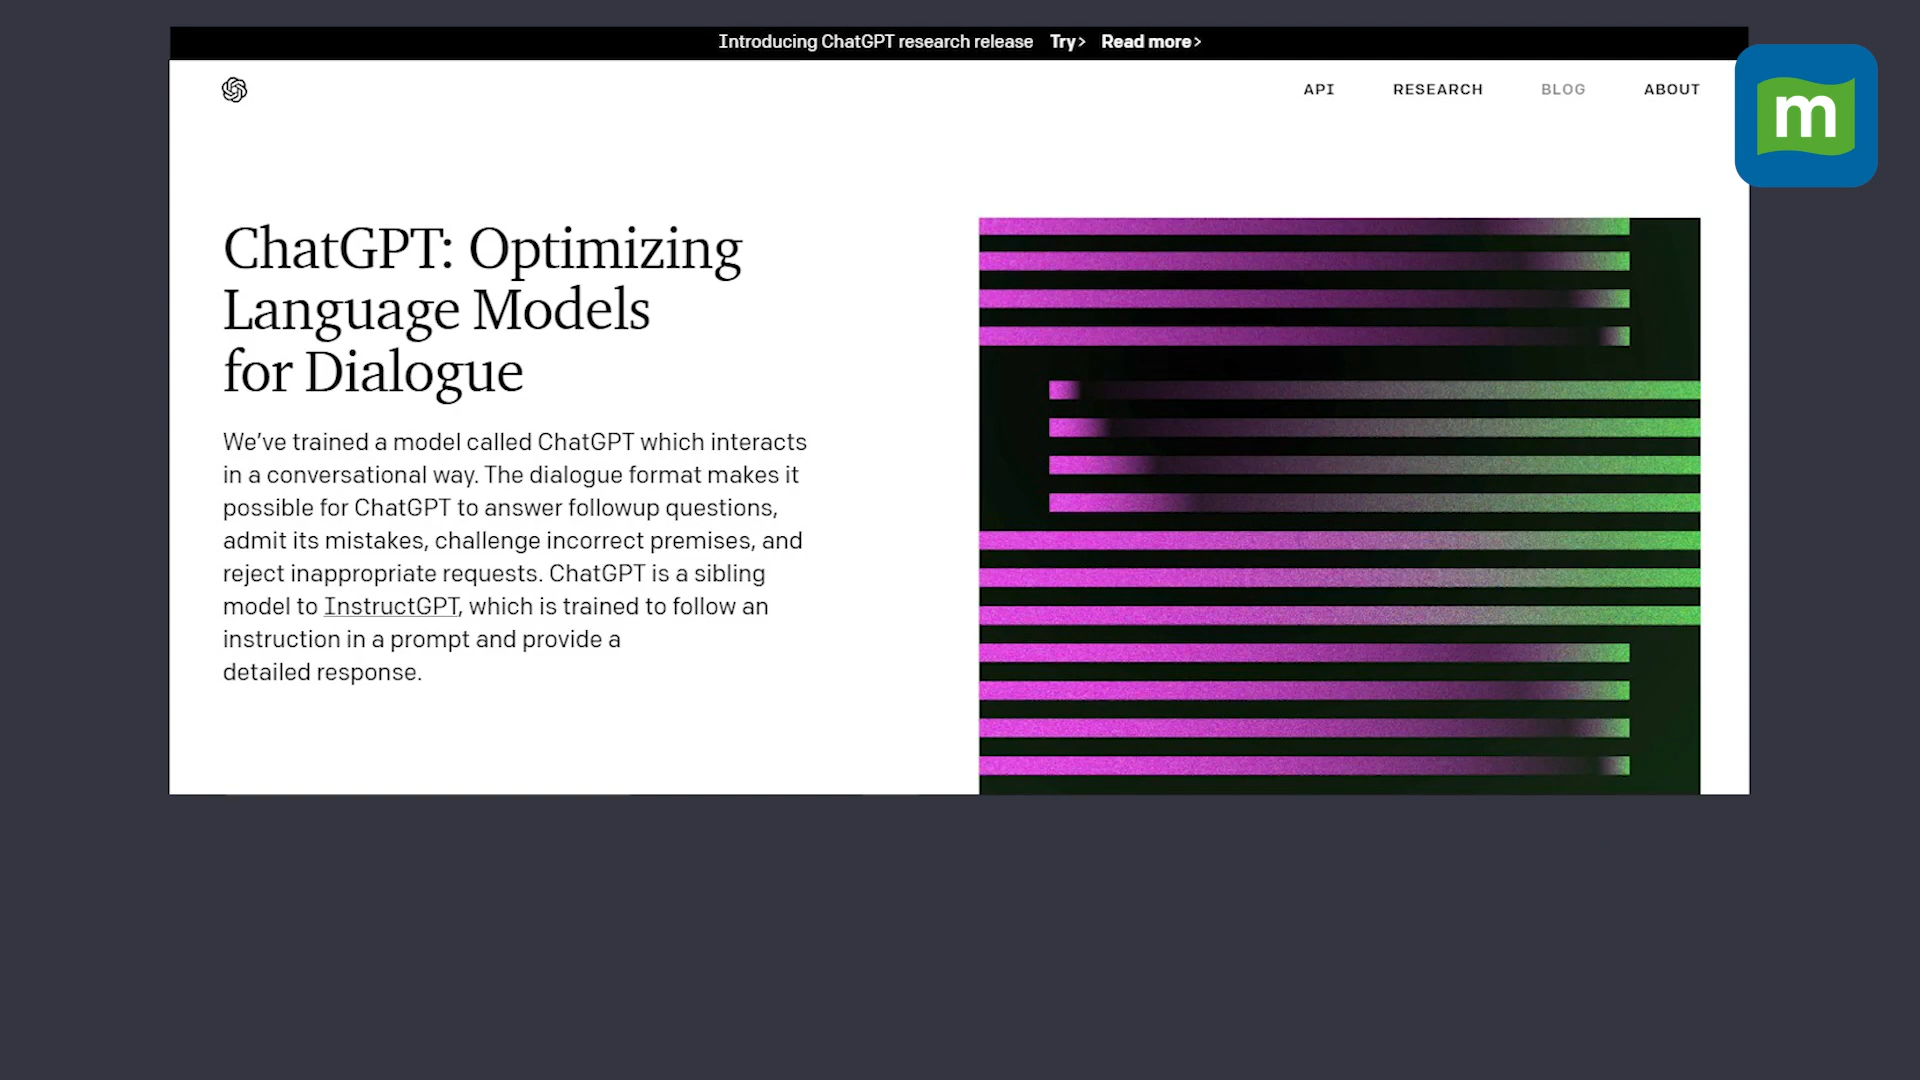 Introducing ChatGPT research release Try> Read more>
API RESEARCH BLOG ABOUT
m
ChatGPT: Optimizing
Language Models
for Dialogue
We’ve trained a model called ChatGPT which interacts
in a conversational way. The dialogue format makes it
possible for ChatGPT to answer followup questions,
admit its mistakes, challenge incorrect premises, and
reject inappropriate requests. ChatGPT is a sibling
model to InstructGPT, which is trained to follow an
instruction in a prompt and provide a
detailed response.